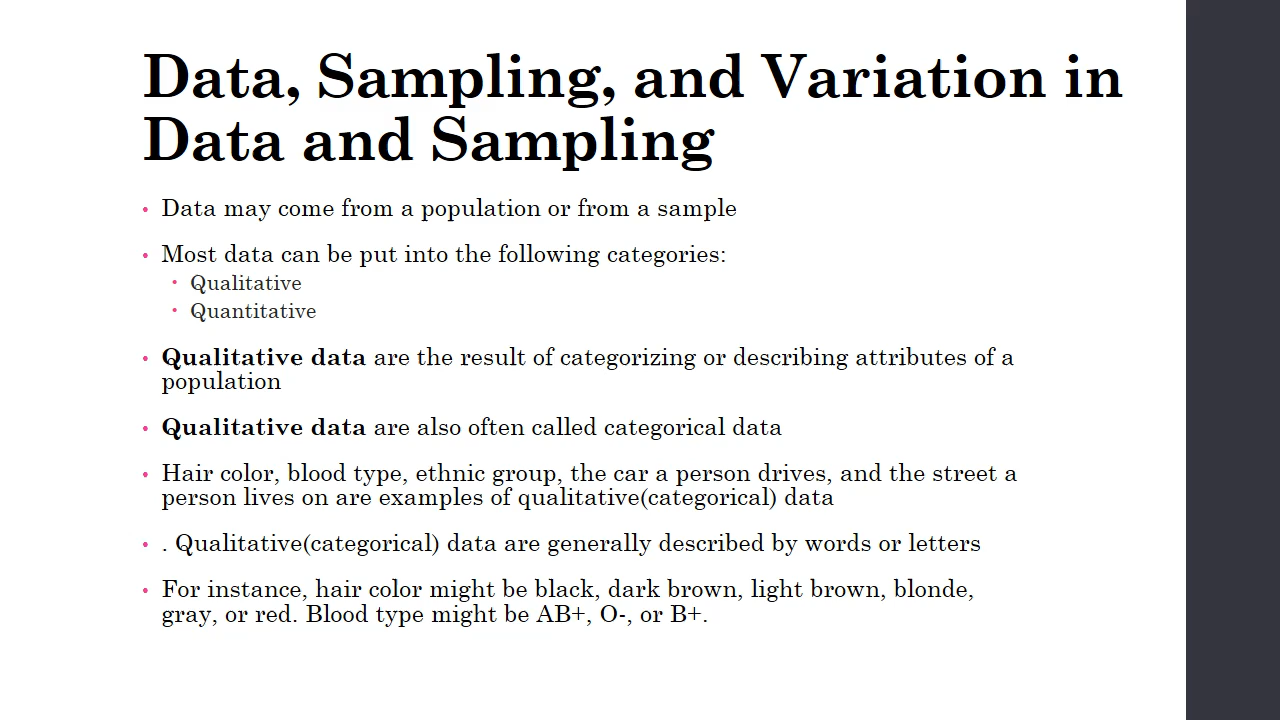 Data, Sampling, and Variation in
Data and Sampling
• Data may come from a population or from a sample
• Most data can be put into the following categories:
• Qualitative
• Quantitative
• Qualitative data are the result of categorizing or describing attributes of a
population
• Qualitative data are also often called categorical data
• Hair color, blood type, ethnic group, the car a person drives, and the street a
person lives on are examples of qualitative(categorical) data
• . Qualitative(categorical) data are generally described by words or letters
• For instance, hair color might be black, dark brown, light brown, blonde,
gray, or red. Blood type might be AB+, O-, or B+.